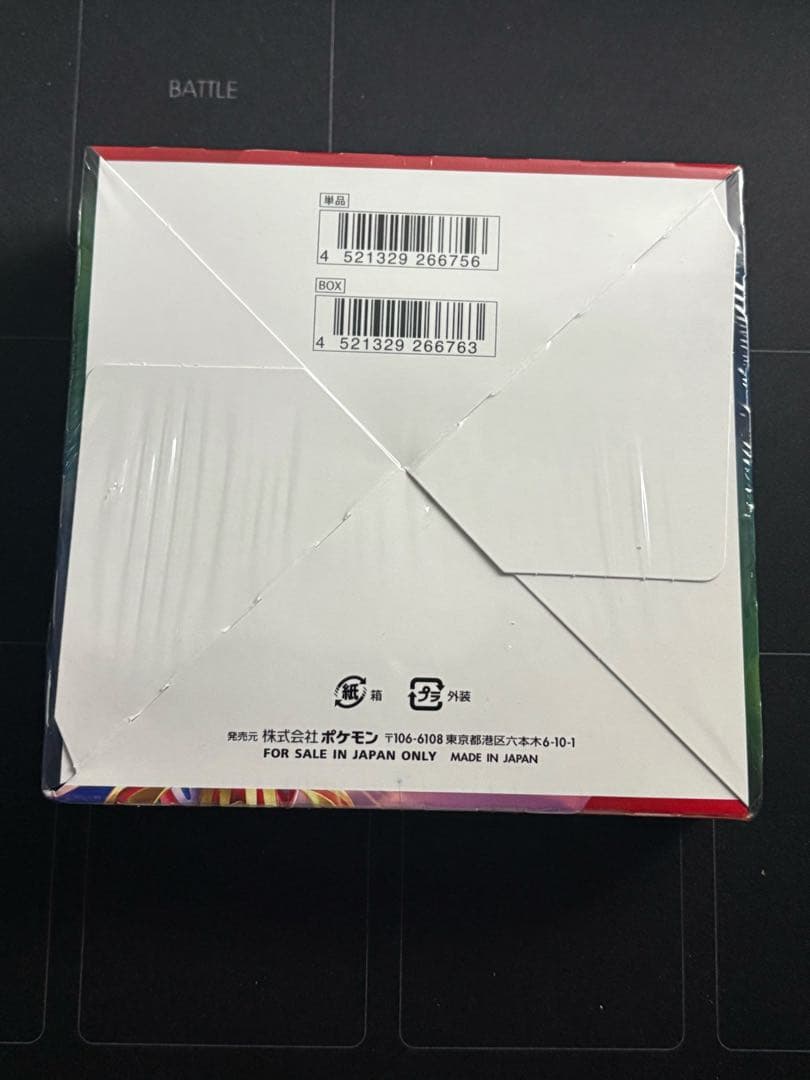 BATTLE
単品
4 521329 266756
BOX
4 521329 266763
紙 箱 プラ 外装
発売元 株式会社 ポケモン 〒106-6108 東京都港区六本木6-10-1
FOR SALE IN JAPAN ONLY MADE IN JAPAN